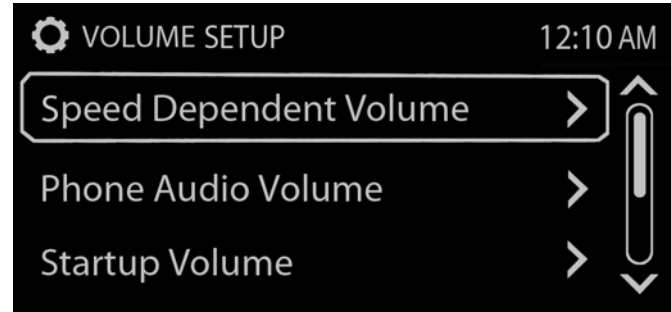 VOLUME SETUP 12:10 AM
Speed Dependent Volume
Phone Audio Volume
Startup Volume